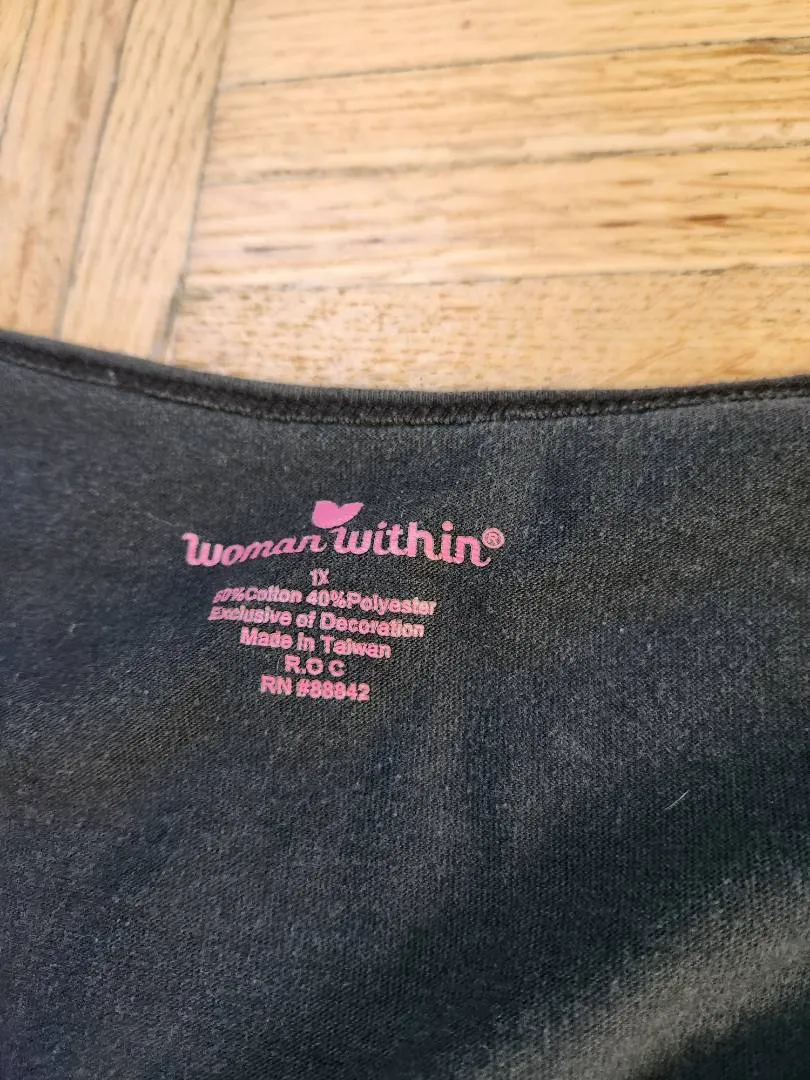 woman within®
1X
60%Cotton 40%Polyester
Exclusive of Decoration
Made In Taiwan
R.O C
RN #88842